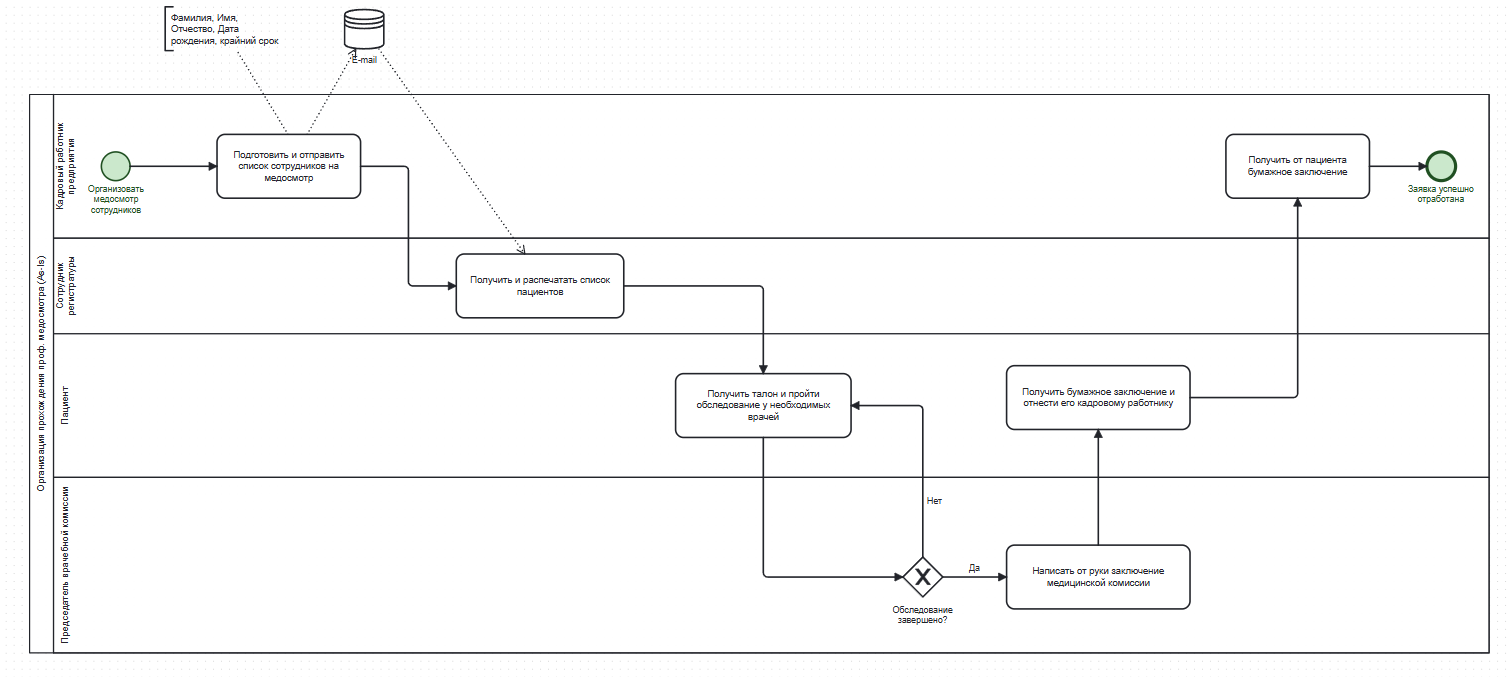 Фамилия, Имя,
Отчество, Дата
рождения, крайний срок
E-mail
Организация прохождения проф. медосмотра (As-Is)
Кадровый работник
предприятия
Организовать
медосмотр
сотрудников
Подготовить и отправить
список сотрудников на
медосмотр
Получить от пациента
бумажное заключение
Заявка успешно
отработана
Сотрудник
регистратуры
Получить и распечатать список
пациентов
Пациент
Получить талон и пройти
обследование у необходимых
врачей
Получить бумажное заключение и
отнести его кадровому работнику
Председатель врачебной комиссии
Нет
Да
Обследование
завершено?
Написать от руки заключение
медицинской комиссии